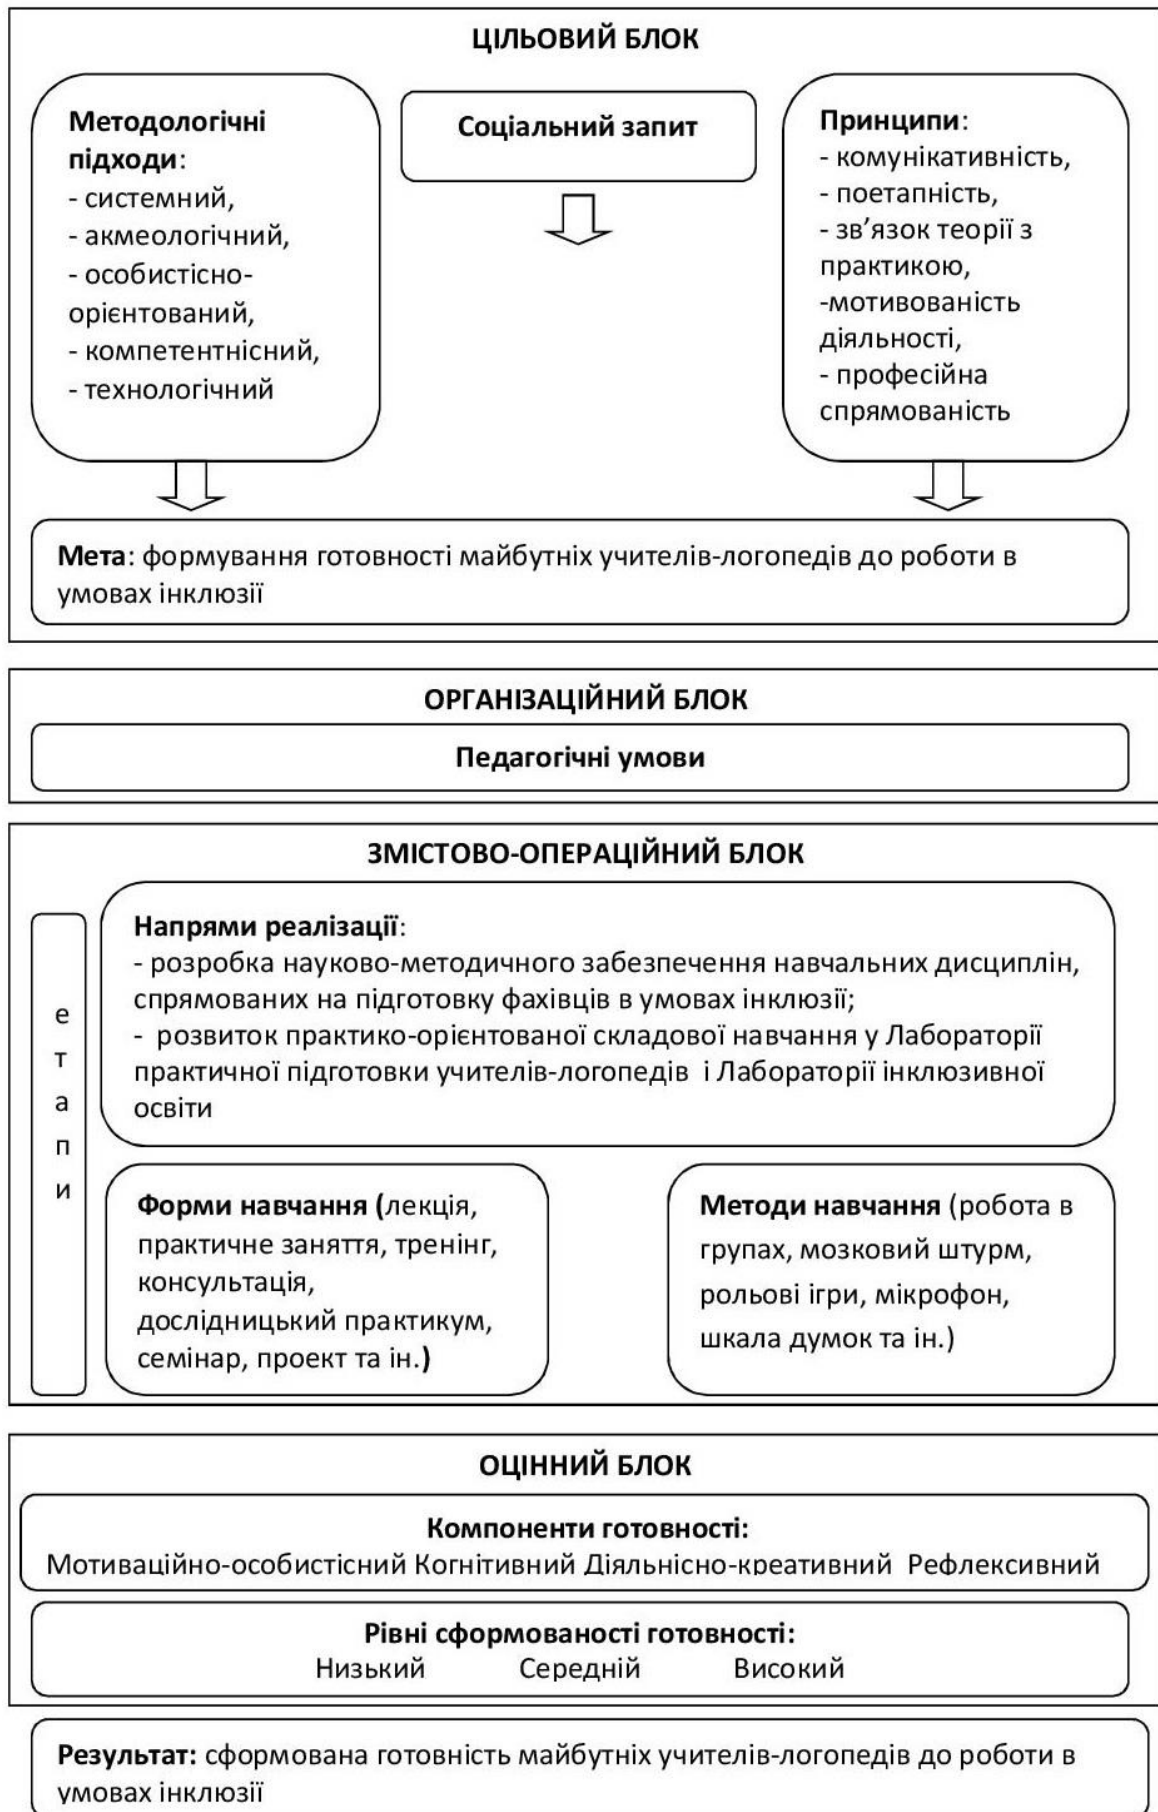 ЦІЛЬОВИЙ БЛОК
Методологічні
підходи:
- системний,
- акмеологічний,
- особистісно-
орієнтований,
- компетентнісний,
- технологічний
Соціальний запит
Принципи:
- комунікативність,
- поетапність,
- зв’язок теорії з
практикою,
-мотивованість
діяльності,
- професійна
спрямованість
Мета: формування готовності майбутніх учителів-логопедів до роботи в
умовах інклюзії
ОРГАНІЗАЦІЙНИЙ БЛОК
Педагогічні умови
ЗМІСТОВО-ОПЕРАЦІЙНИЙ БЛОК
е
т
а
п
и
Напрями реалізації:
- розробка науково-методичного забезпечення навчальних дисциплін,
спрямованих на підготовку фахівців в умовах інклюзії;
- розвиток практико-орієнтованої складової навчання у Лабораторії
практичної підготовки учителів-логопедів і Лабораторії інклюзивної
освіти
Форми навчання (лекція,
практичне заняття, тренінг,
консультація,
дослідницький практикум,
семінар, проект та ін.)
Методи навчання (робота в
групах, мозковий штурм,
рольові ігри, мікрофон,
шкала думок та ін.)
ОЦІННИЙ БЛОК
Компоненти готовності:
Мотиваційно-особистісний Когнітивний Діяльнісно-креативний Рефлексивний
Рівні сформованості готовності:
Низький Середній Високий
Результат: сформована готовність майбутніх учителів-логопедів до роботи в
умовах інклюзії